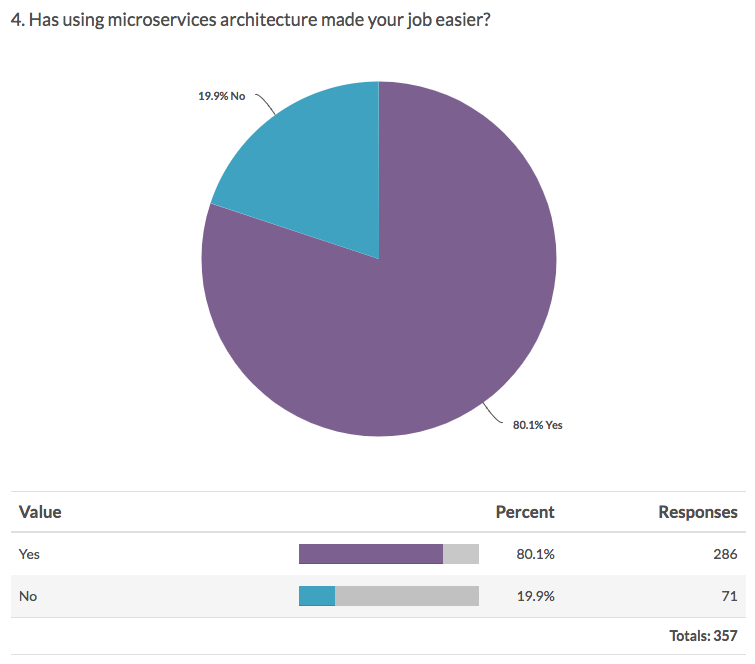 4. Has using microservices architecture made your job easier?
19.9% No
80.1% Yes
Value Percent Responses
Yes 80.1% 286
No 19.9% 71
Totals: 357